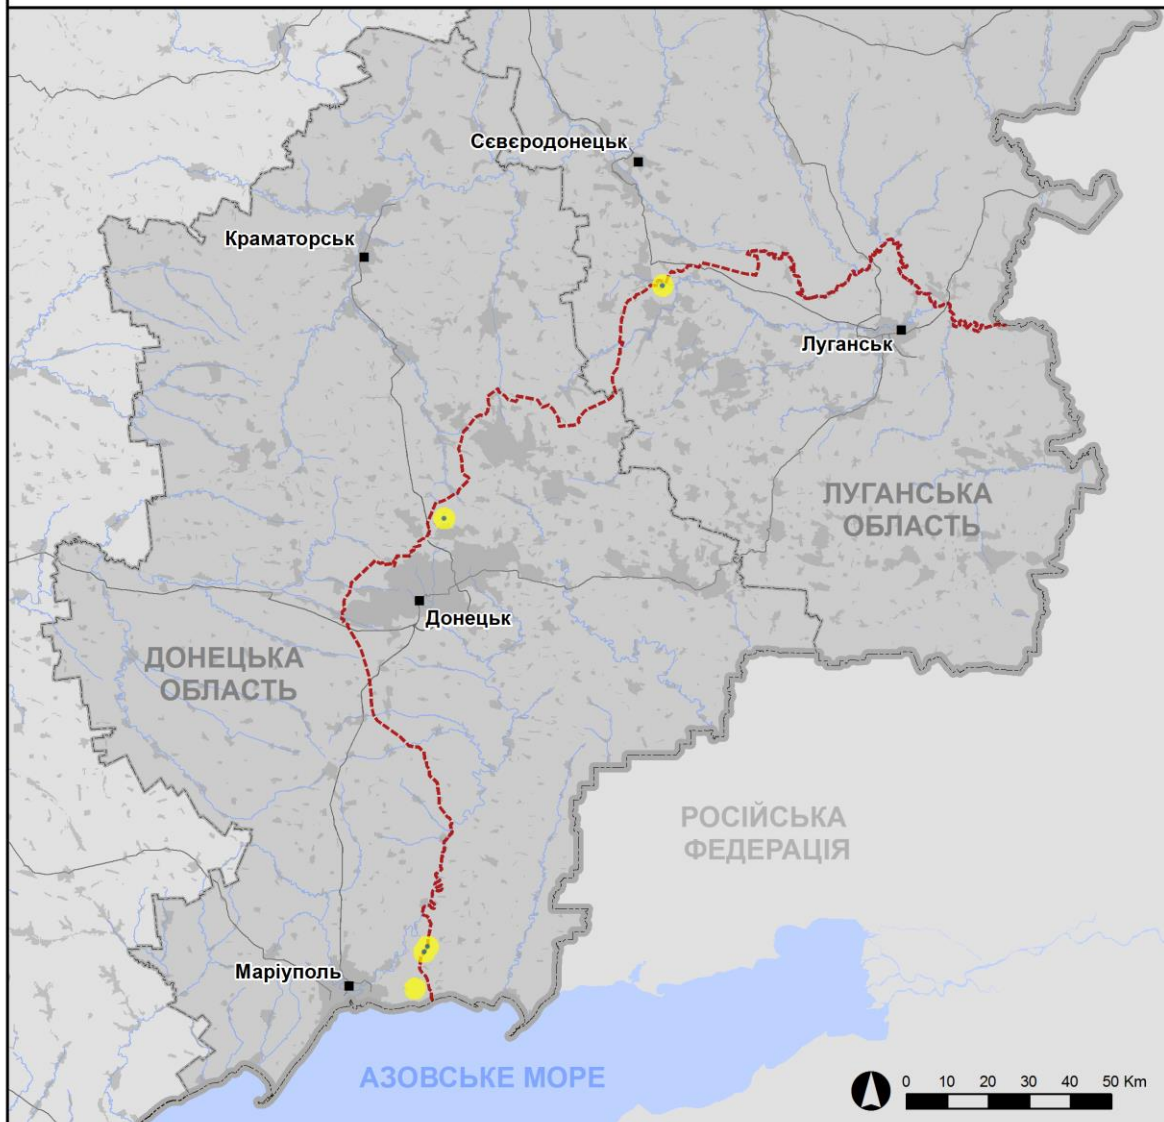 Сєвєродонецьк
Краматорськ
Луганськ
ЛУГАНСЬКА
ОБЛАСТЬ
Донецьк
ДОНЕЦЬКА
ОБЛАСТЬ
РОСІЙСЬКА
ФЕДЕРАЦІЯ
Маріуполь
АЗОВСЬКЕ МОРЕ
0 10 20 30 40 50 Km